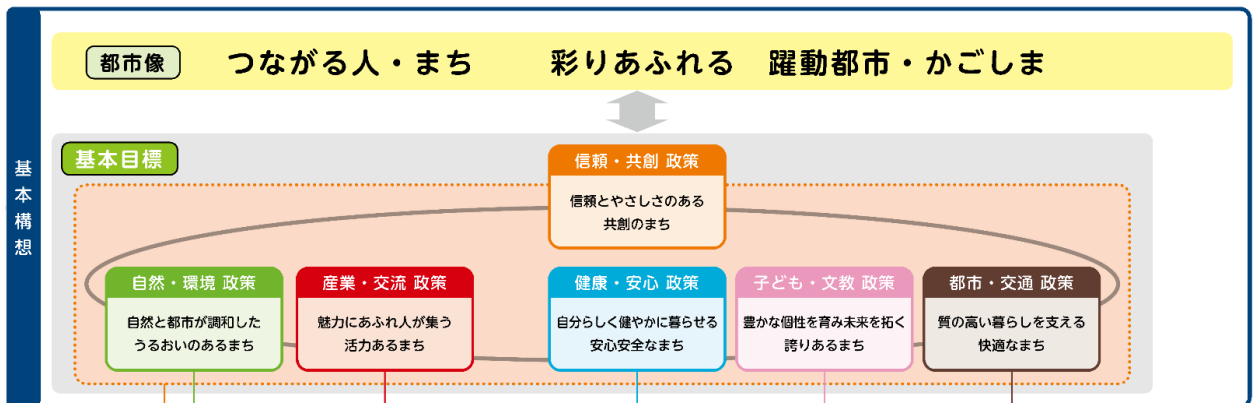 基本構想
都市像
つながる人・まち 彩りあふれる 躍動都市・かごしま
基本目標
信頼・共創 政策
信頼とやさしさのある
共創のまち
自然・環境 政策
自然と都市が調和した
うるおいのあるまち
産業・交流 政策
魅力にあふれ人が集う
活力あるまち
健康・安心 政策
自分らしく健やかに暮らせる
安心安全なまち
子ども・文教 政策
豊かな個性を育み未来を拓く
誇りあるまち
都市・交通 政策
質の高い暮らしを支える
快適なまち